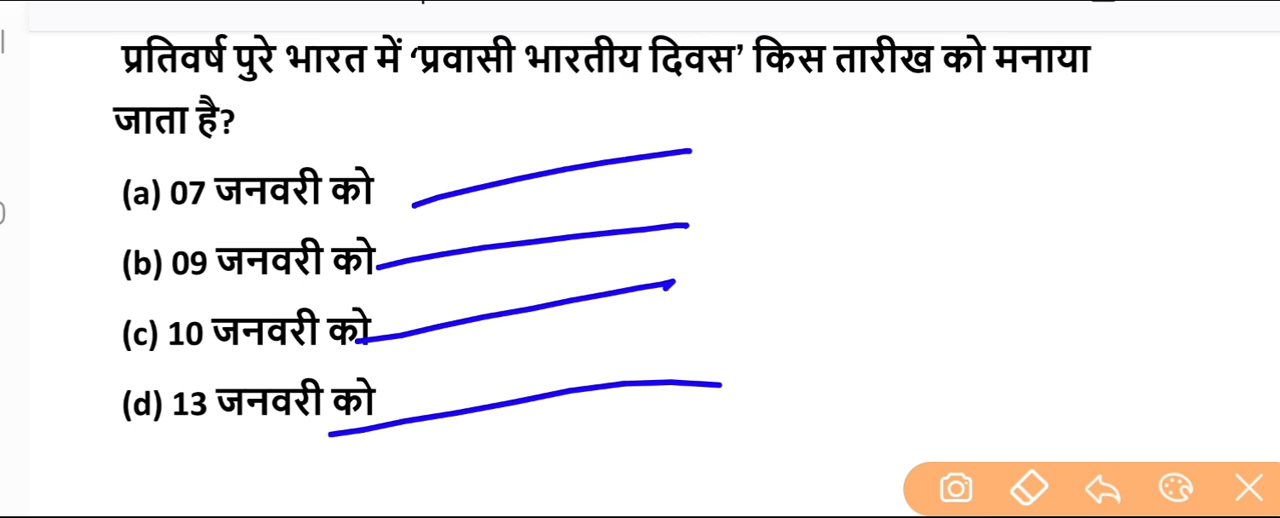 प्रतिवर्ष पुरे भारत में ‘प्रवासी भारतीय दिवस’ किस तारीख को मनाया
जाता है?
(a) 07 जनवरी को
(b) 09 जनवरी को
(c) 10 जनवरी को
(d) 13 जनवरी को